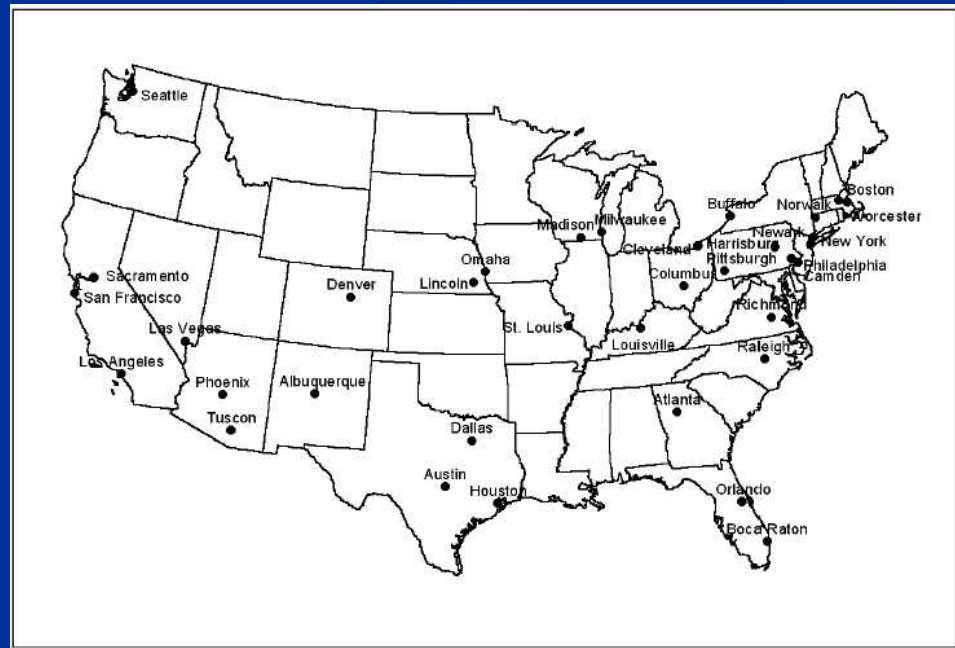 Seattle
Boston
Buffalo
Norwalk
Worcester
Madison
Milwaukee
Newark
New York
Cleveland
Harrisburg
Pittsburgh
Philadelphia
Camden
Omaha
Columbus
Sacramento
Lincoln
Denver
San Francisco
Richmond
St. Louis
Las Vegas
Louisville
Raleigh
Los Angeles
Phoenix
Albuquerque
Atlanta
Tuscon
Dallas
Austin
Houston
Orlando
Boca Raton